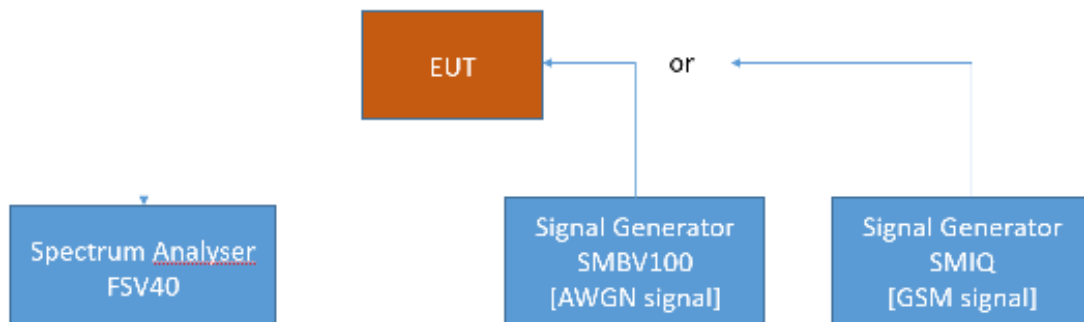 EUT
or
Spectrum Analyser
FSV40
Signal Generator
SMBV100
[AWGN signal]
Signal Generator
SMIQ
[GSM signal]